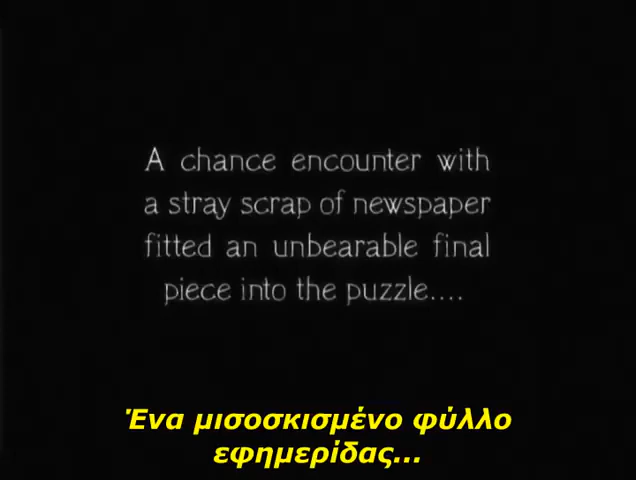 A chance encounter with
a stray scrap of newspaper
fitted an unbearable final
piece into the puzzle....
Ένα μισοσκισμένο φύλλο
εφημερίδας...